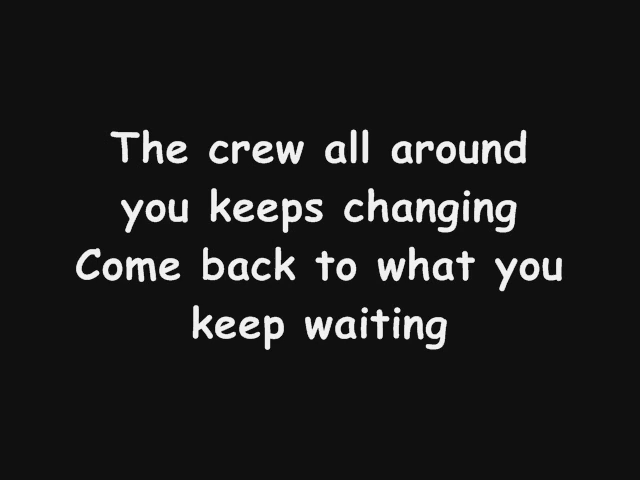 The crew all around
you keeps changing
Come back to what you
keep waiting